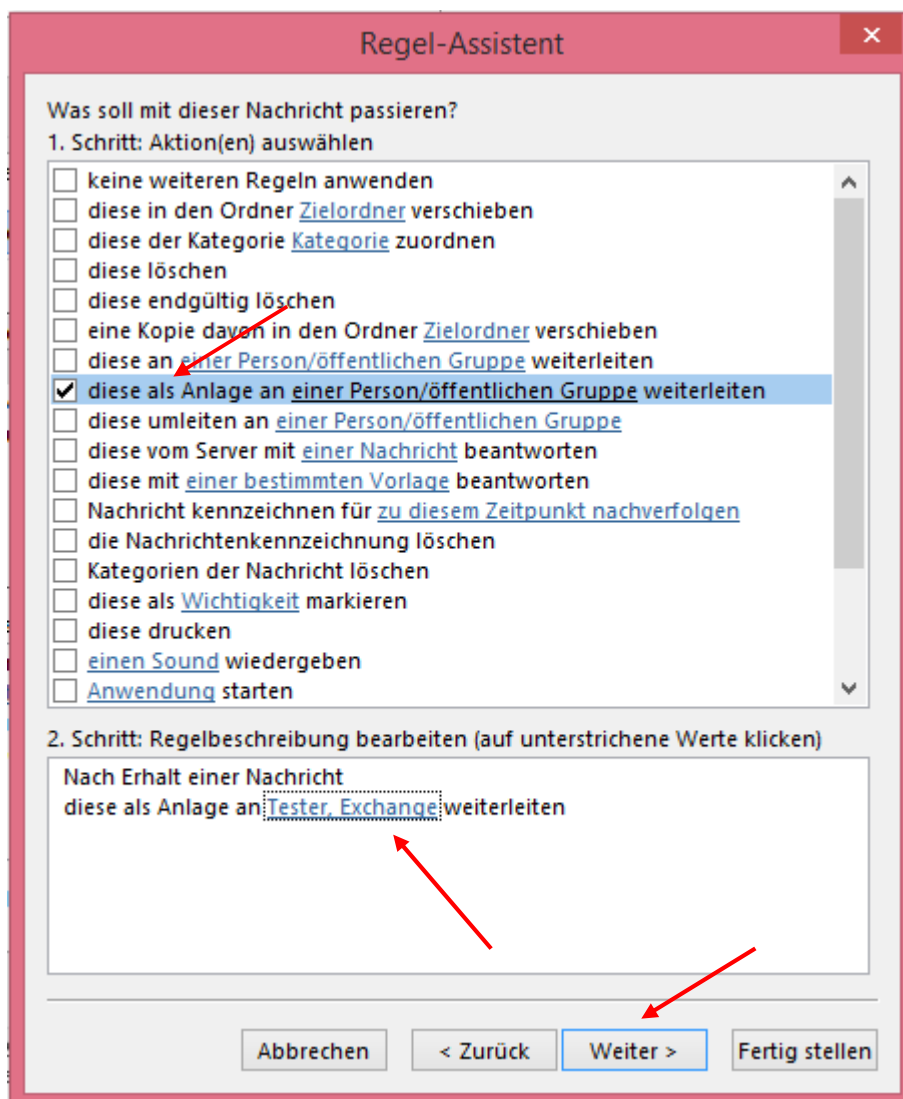 Regel-Assistent
Was soll mit dieser Nachricht passieren?
1. Schritt: Aktion(en) auswählen
keine weiteren Regeln anwenden
diese in den Ordner Zielordner verschieben
diese der Kategorie Kategorie zuordnen
diese löschen
diese endgültig löschen
eine Kopie davon in den Ordner Zielordner verschieben
diese an einer Person/öffentlichen Gruppe weiterleiten
diese als Anlage an einer Person/öffentlichen Gruppe weiterleiten
diese umleiten an einer Person/öffentlichen Gruppe
diese vom Server mit einer Nachricht beantworten
diese mit einer bestimmten Vorlage beantworten
Nachricht kennzeichnen für zu diesem Zeitpunkt nachverfolgen
die Nachrichtenkennzeichnung löschen
Kategorien der Nachricht löschen
diese als Wichtigkeit markieren
diese drucken
einen Sound wiedergeben
Anwendung starten
2. Schritt: Regelbeschreibung bearbeiten (auf unterstrichene Werte klicken)
Nach Erhalt einer Nachricht
diese als Anlage an Tester, Exchange weiterleiten
Abbrechen < Zurück Weiter > Fertig stellen